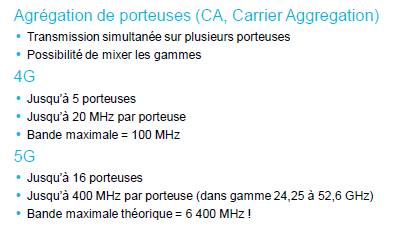 Agrégation de porteuses (CA, Carrier Aggregation)
• Transmission simultanée sur plusieurs porteuses
• Possibilité de mixer les gammes
4G
• Jusqu'à 5 porteuses
• Jusqu'à 20 MHz par porteuse
• Bande maximale = 100 MHz
5G
• Jusqu'à 16 porteuses
• Jusqu'à 400 MHz par porteuse (dans gamme 24,25 à 52,6 GHz)
• Bande maximale théorique = 6 400 MHz !